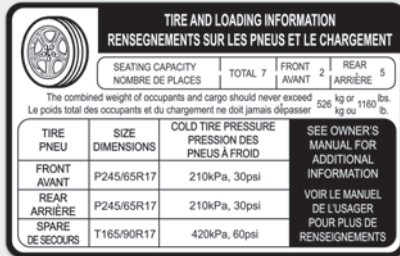 TIRE AND LOADING INFORMATION
RENSEIGNEMENTS SUR LES PNEUS ET LE CHARGEMENT
SEATING CAPACITY
NOMBRE DE PLACES
TOTAL 7
FRONT
AVANT
2
REAR
ARRIÈRE
5
The combined weight of occupants and cargo should never exceed 526 kg or 1160 lbs.
Le poids total des occupants et du chargement ne doit jamais dépasser kg ou lb.
TIRE
PNEU
SIZE
DIMENSIONS
COLD TIRE PRESSURE
PRESSION DES
PNEUS À FROID
FRONT
AVANT
P245/65R17
210kPa, 30psi
REAR
ARRIÈRE
P245/65R17
210kPa, 30psi
SPARE
DE SECOURS
T165/90R17
420kPa, 60psi
SEE OWNER'S
MANUAL FOR
ADDITIONAL
INFORMATION
VOIR LE MANUEL
DE L'USAGER
POUR PLUS DE
RENSEIGNEMENTS